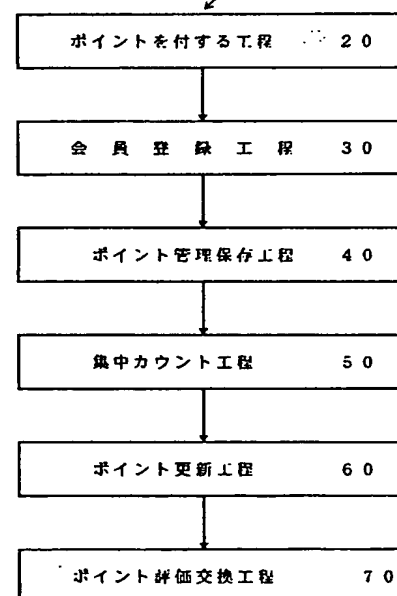 ポイントを付する工程 20
会員登録工程 30
ポイント管理保存工程 40
集中カウント工程 50
ポイント更新工程 60
ポイント評価交換工程 70